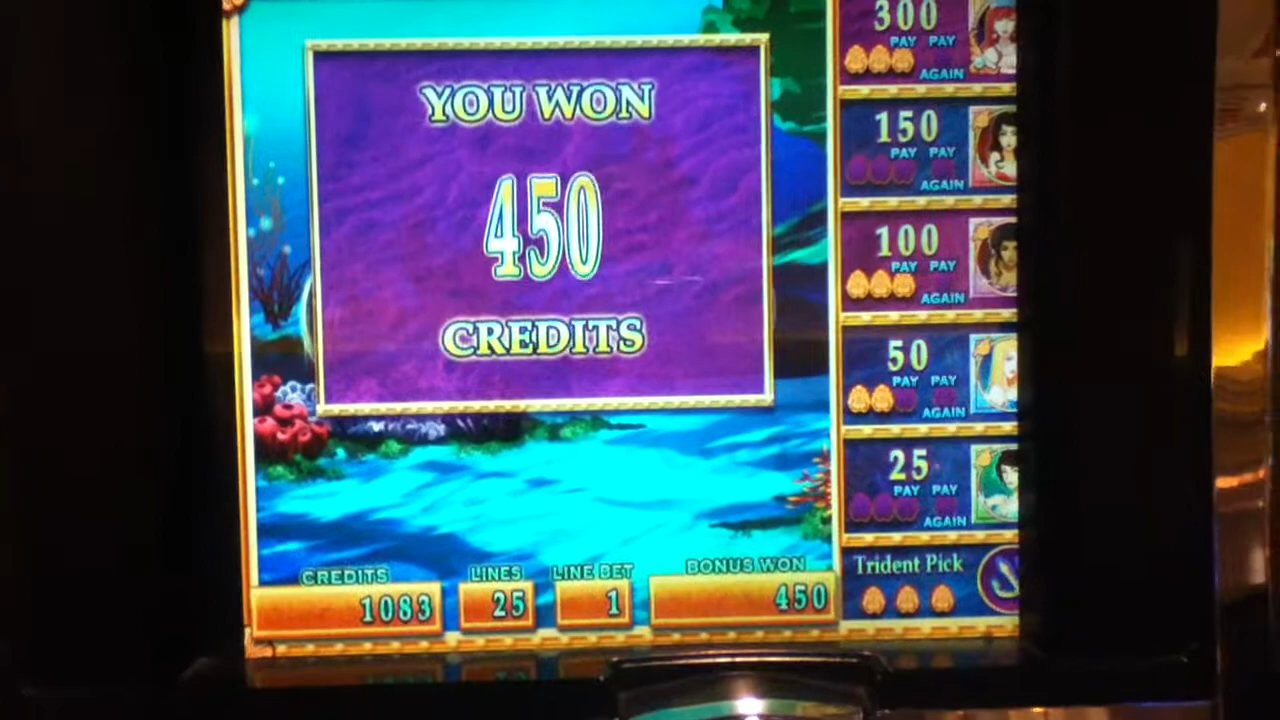 YOU WON
450
CREDITS
300
PAY PAY
AGAIN
150
PAY PAY
AGAIN
100
PAY PAY
AGAIN
50
PAY PAY
AGAIN
25
PAY PAY
AGAIN
Trident Pick
CREDITS LINES LINE BET BONUS WON
1083 25 1 450